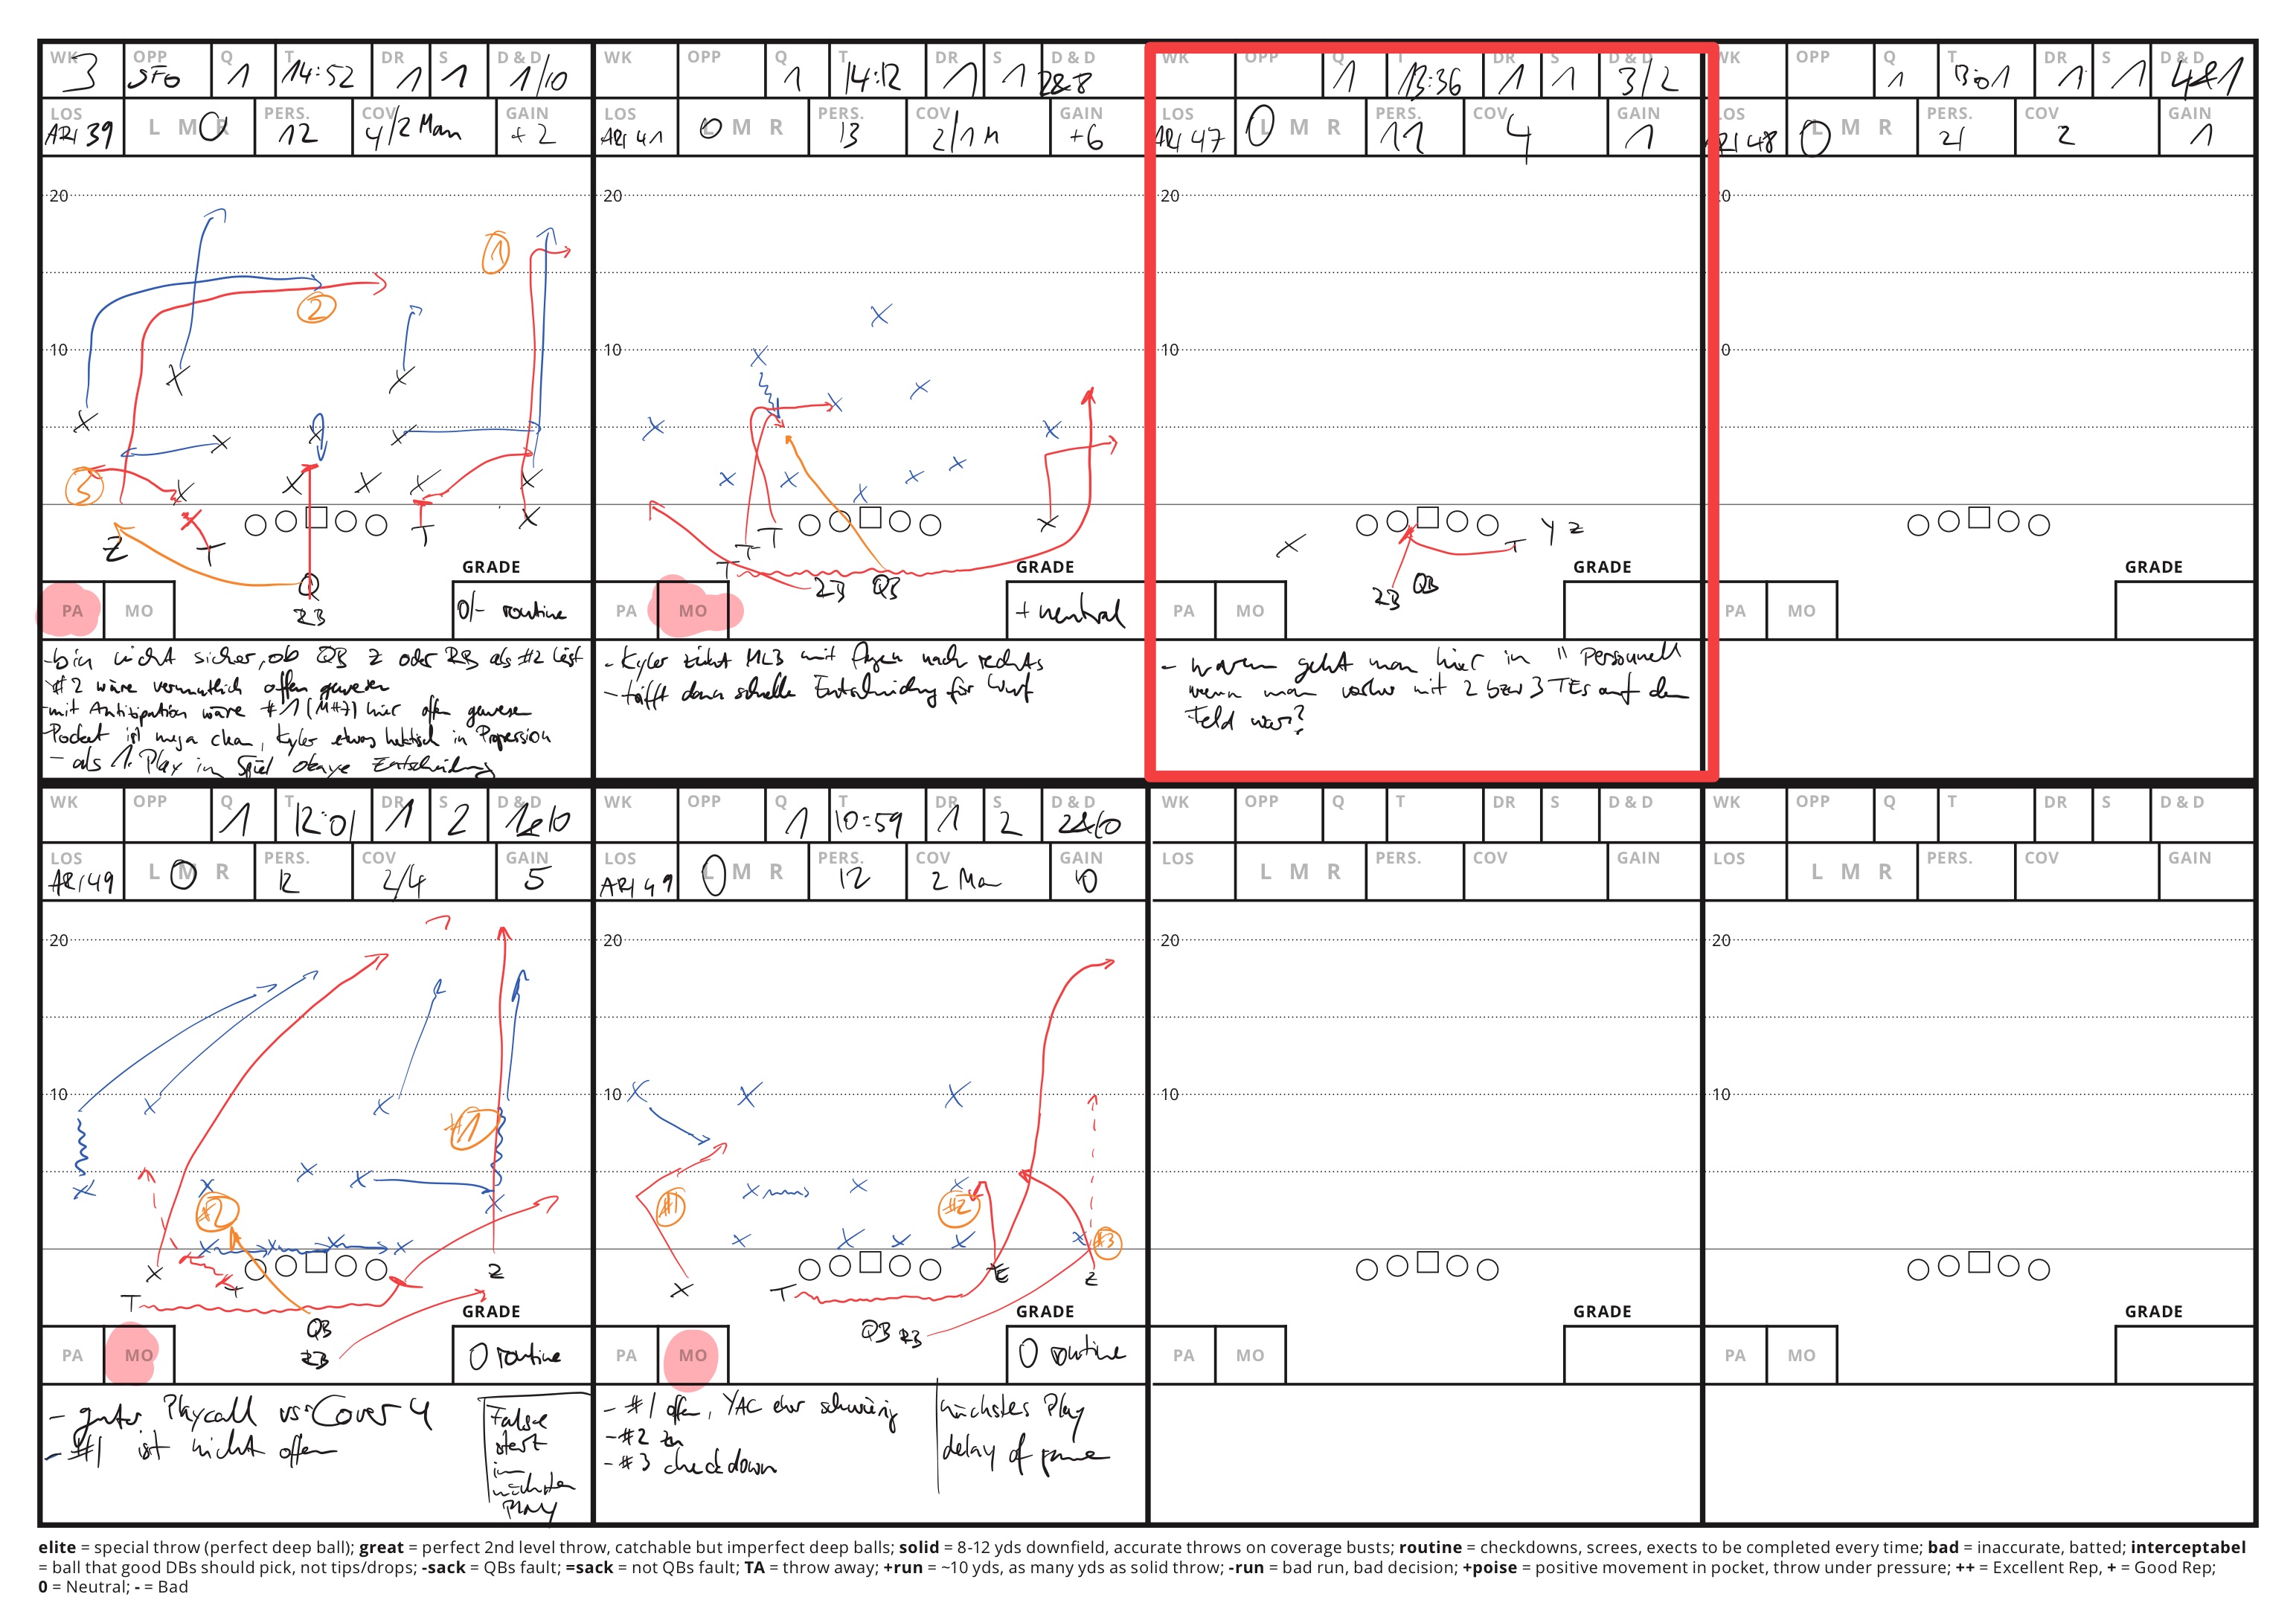 WK 3 OPP SFO Q 1 T 14:52 DR 1 S 1 D & D 1/10
LOS ARI 39 L M R PERS. 12 COV 4/2 Man GAIN +2
20
10
1
2
3
Z T T
Q
RB
PA MO GRADE 0/- routine
- bin nicht sicher, ob QB Z oder RB als #2 liest
- #2 wäre vermutlich offen gewesen
- mit Antizipation wäre #1 hier offen gewesen
Pocket ist mega clean, Kyler etwas hektisch in Progression
- als 1. Play im Spiel okaye Entscheidung
WK OPP Q 1 T 14:12 DR 1 S 1 D & D 2&8
LOS ARI 41 L M R PERS. 13 COV 2/1 M GAIN +6
20
10
T T T
RB QB
PA MO GRADE + neutral
- Kyler zieht MLB mit Augen nach rechts
- trifft dann schnelle Entscheidung für Wurf
WK OPP Q 1 T 13:36 DR 1 S 1 D & D 3/2
LOS ARI 47 L M R PERS. 11 COV 4 GAIN 1
20
10
X T Y Z
RB QB
PA MO GRADE
- warum geht man hier in 11 Personnell
wenn man vorher mit 2 bzw 3 TEs auf dem
Feld war?
WK OPP Q 1 T 13:01 DR 1 S 1 D & D 4&1
LOS ARI 48 L M R PERS. 21 COV 2 GAIN 1
20
10
PA MO GRADE
WK OPP Q 1 T 12:01 DR 1 S 2 D & D 1&10
LOS ARI 49 L M R PERS. 12 COV 2/4 GAIN 5
20
10
#1
#2
X T T Z
QB
RB
PA MO GRADE 0 routine
- guter Playcall vs Cover 4
- #1 ist nicht offen
False
start
im
nächsten
Play
WK OPP Q 1 T 10:59 DR 1 S 2 D & D 2&10
LOS ARI 49 L M R PERS. 12 COV 2 Man GAIN 10
20
10
#1 #2 #3
X T Z
QB RB
PA MO GRADE 0 routine
- #1 offen, YAC eher schwierig
- #2 zu
- #3 checkdown
nächstes Play
delay of game
WK OPP Q T DR S D & D
LOS L M R PERS. COV GAIN
20
10
PA MO GRADE
WK OPP Q T DR S D & D
LOS L M R PERS. COV GAIN
20
10
PA MO GRADE
elite = special throw (perfect deep ball); great = perfect 2nd level throw, catchable but imperfect deep balls; solid = 8-12 yds downfield, accurate throws on coverage busts; routine = checkdowns, screes, exects to be completed every time; bad = inaccurate, batted; interceptabel
= ball that good DBs should pick, not tips/drops; -sack = QBs fault; =sack = not QBs fault; TA = throw away; +run = ~10 yds, as many yds as solid throw; -run = bad run, bad decision; +poise = positive movement in pocket, throw under pressure; ++ = Excellent Rep, + = Good Rep;
0 = Neutral; - = Bad